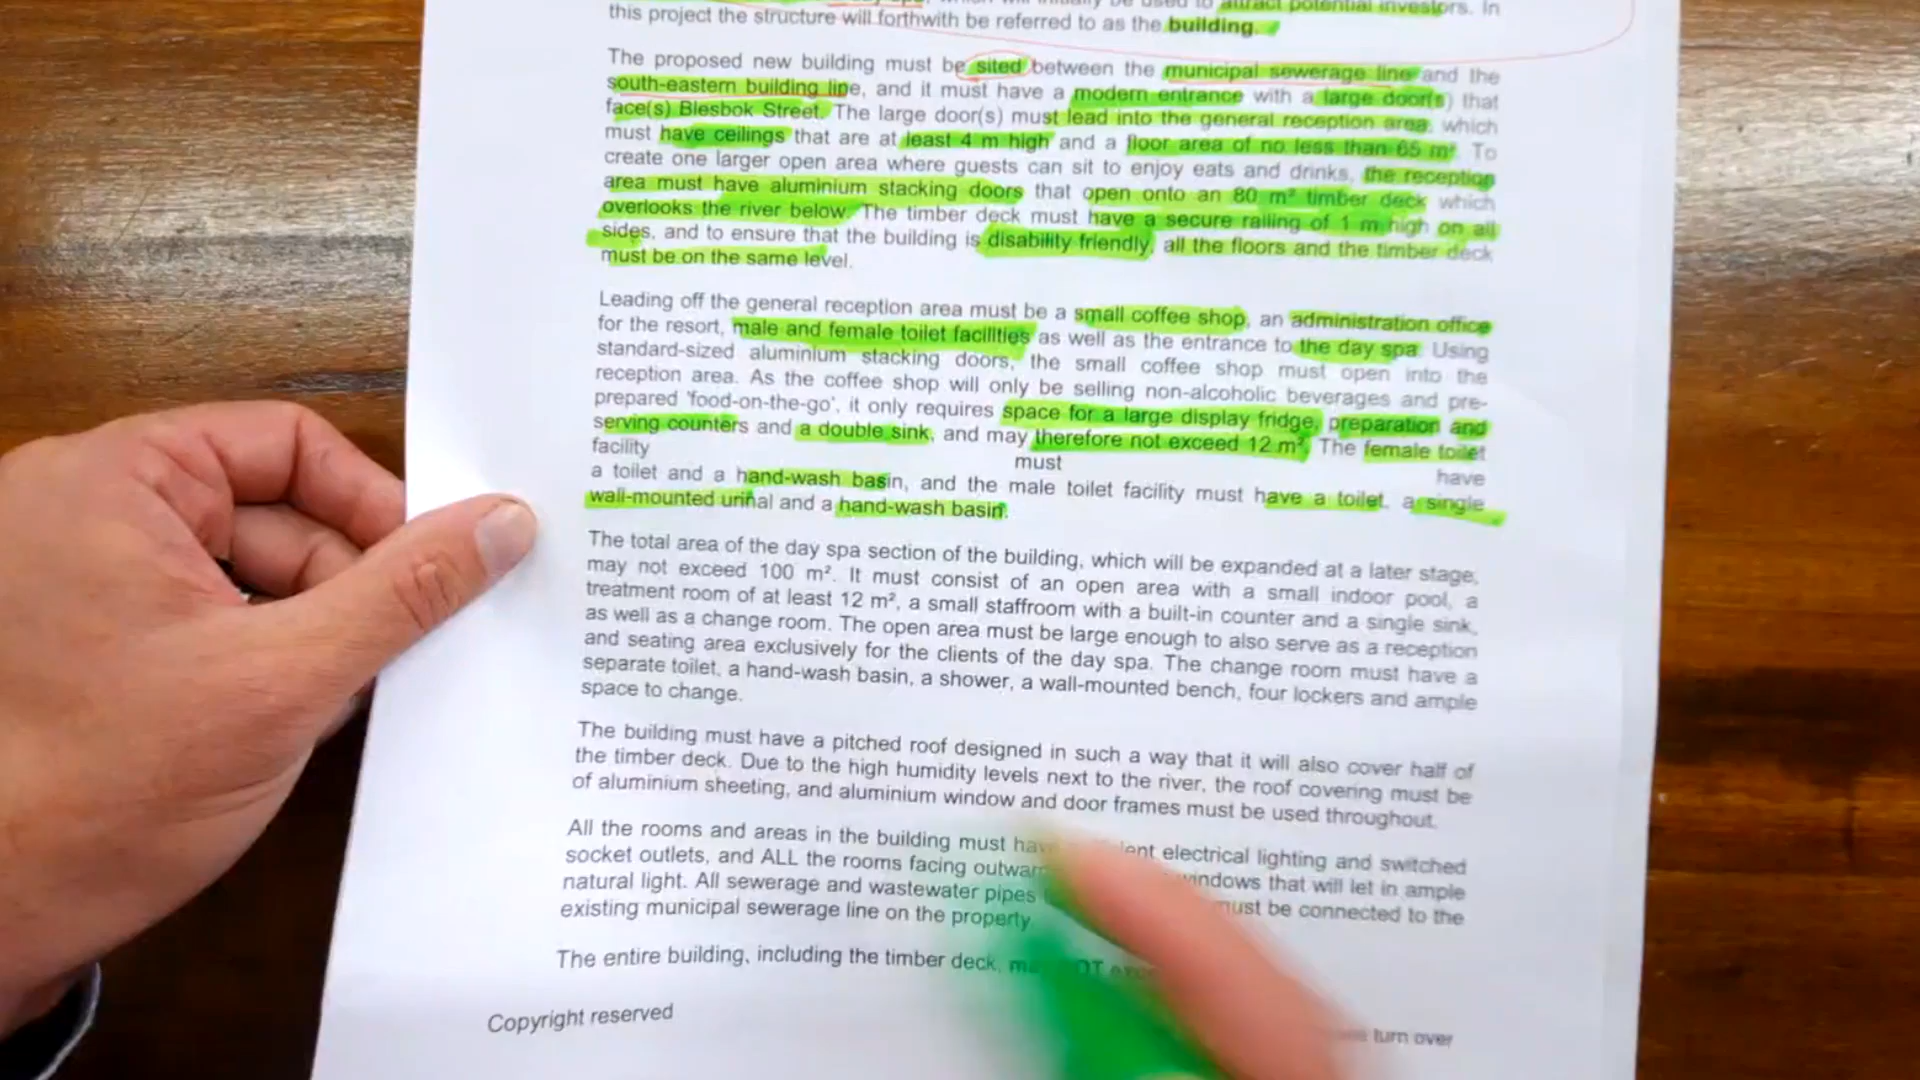 attract potential investors. In
this project the structure will forthwith be referred to as the building.
The proposed new building must be sited between the municipal sewerage line and the
south-eastern building line, and it must have a modern entrance with a large door(s) that
face(s) Blesbok Street. The large door(s) must lead into the general reception area, which
must have ceilings that are at least 4 m high and a floor area of no less than 65 m². To
create one larger open area where guests can sit to enjoy eats and drinks, the reception
area must have aluminium stacking doors that open onto an 80 m² timber deck which
overlooks the river below. The timber deck must have a secure railing of 1 m high on all
sides, and to ensure that the building is disability friendly, all the floors and the timber deck
must be on the same level.
Leading off the general reception area must be a small coffee shop, an administration office
for the resort, male and female toilet facilities as well as the entrance to the day spa. Using
standard-sized aluminium stacking doors, the small coffee shop must open into the
reception area. As the coffee shop will only be selling non-alcoholic beverages and pre-
prepared 'food-on-the-go', it only requires space for a large display fridge, preparation and
serving counters and a double sink, and may therefore not exceed 12 m². The female toilet
facility must have
a toilet and a hand-wash basin, and the male toilet facility must have a toilet, a single
wall-mounted urinal and a hand-wash basin.
The total area of the day spa section of the building, which will be expanded at a later stage,
may not exceed 100 m². It must consist of an open area with a small indoor pool, a
treatment room of at least 12 m², a small staffroom with a built-in counter and a single sink,
as well as a change room. The open area must be large enough to also serve as a reception
and seating area exclusively for the clients of the day spa. The change room must have a
separate toilet, a hand-wash basin, a shower, a wall-mounted bench, four lockers and ample
space to change.
The building must have a pitched roof designed in such a way that it will also cover half of
the timber deck. Due to the high humidity levels next to the river, the roof covering must be
of aluminium sheeting, and aluminium window and door frames must be used throughout.
All the rooms and areas in the building must have electrical lighting and switched
socket outlets, and ALL the rooms facing windows that will let in ample
natural light. All sewerage and wastewater pipes must be connected to the
existing municipal sewerage line on the property
The entire building, including the timber deck,
Copyright reserved
turn over